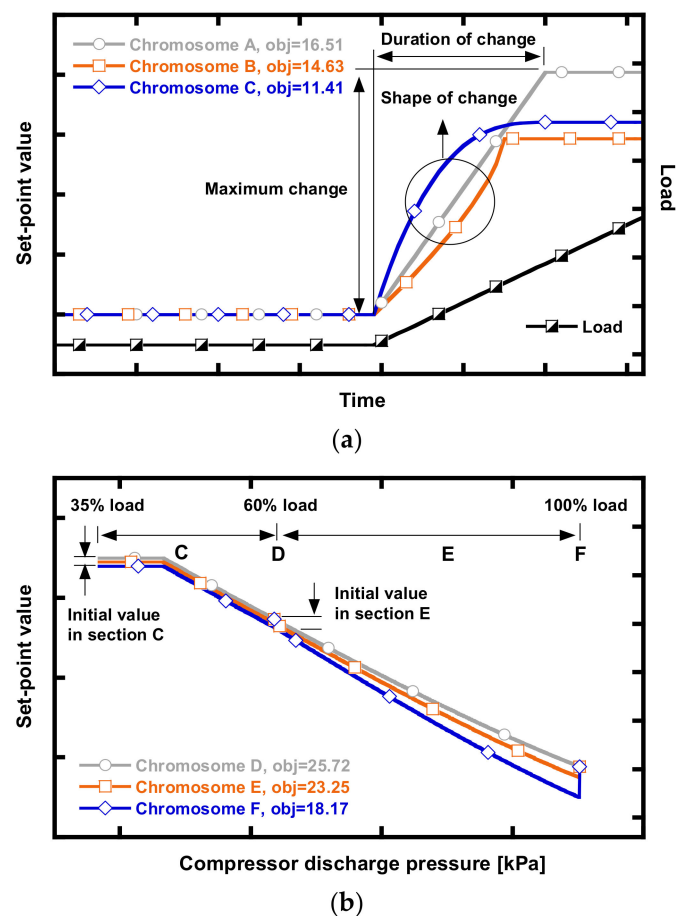 Chromosome A, obj=16.51
Chromosome B, obj=14.63
Chromosome C, obj=11.41
Duration of change
Shape of change
Maximum change
Set-point value
Load
Load
Time
(a)
35% load
60% load
100% load
C
D
E
F
Initial value
in section C
Initial value
in section E
Set-point value
Chromosome D, obj=25.72
Chromosome E, obj=23.25
Chromosome F, obj=18.17
Compressor discharge pressure [kPa]
(b)